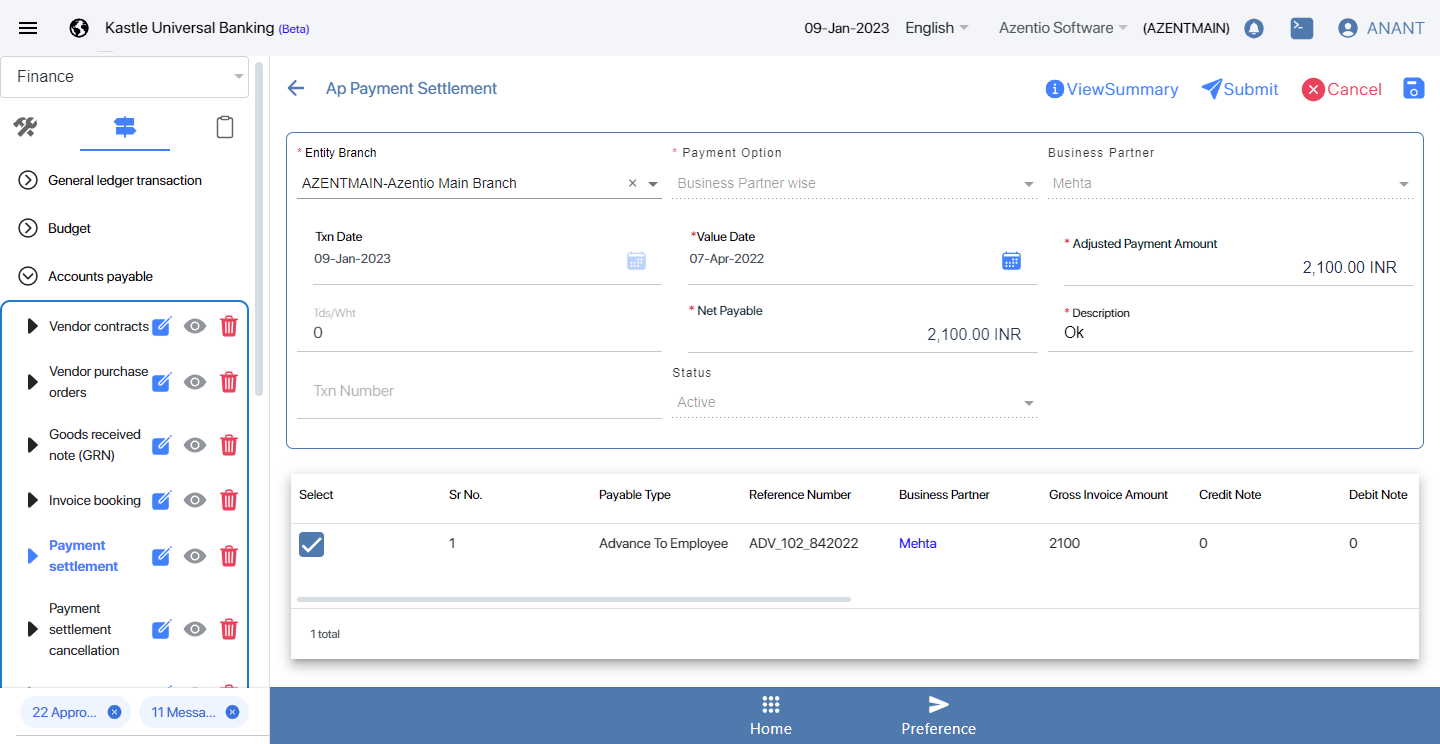 Kastle Universal Banking (Beta)
09-Jan-2023
English
Azentio Software
(AZENTMAIN)
ANANT
Finance
General ledger transaction
Budget
Accounts payable
Vendor contracts
Vendor purchase
orders
Goods received
note (GRN)
Invoice booking
Payment
settlement
Payment
settlement
cancellation
22 Appro...
11 Messa...
Ap Payment Settlement
ViewSummary
Submit
Cancel
* Entity Branch
AZENTMAIN-Azentio Main Branch
* Payment Option
Business Partner wise
Business Partner
Mehta
Txn Date
09-Jan-2023
*Value Date
07-Apr-2022
* Adjusted Payment Amount
2,100.00 INR
Tds/Wht
0
* Net Payable
2,100.00 INR
* Description
Ok
Txn Number
Status
Active
Select Sr No. Payable Type Reference Number Business Partner Gross Invoice Amount Credit Note Debit Note
1 Advance To Employee ADV_102_842022 Mehta 2100 0 0
1 total
Home
Preference